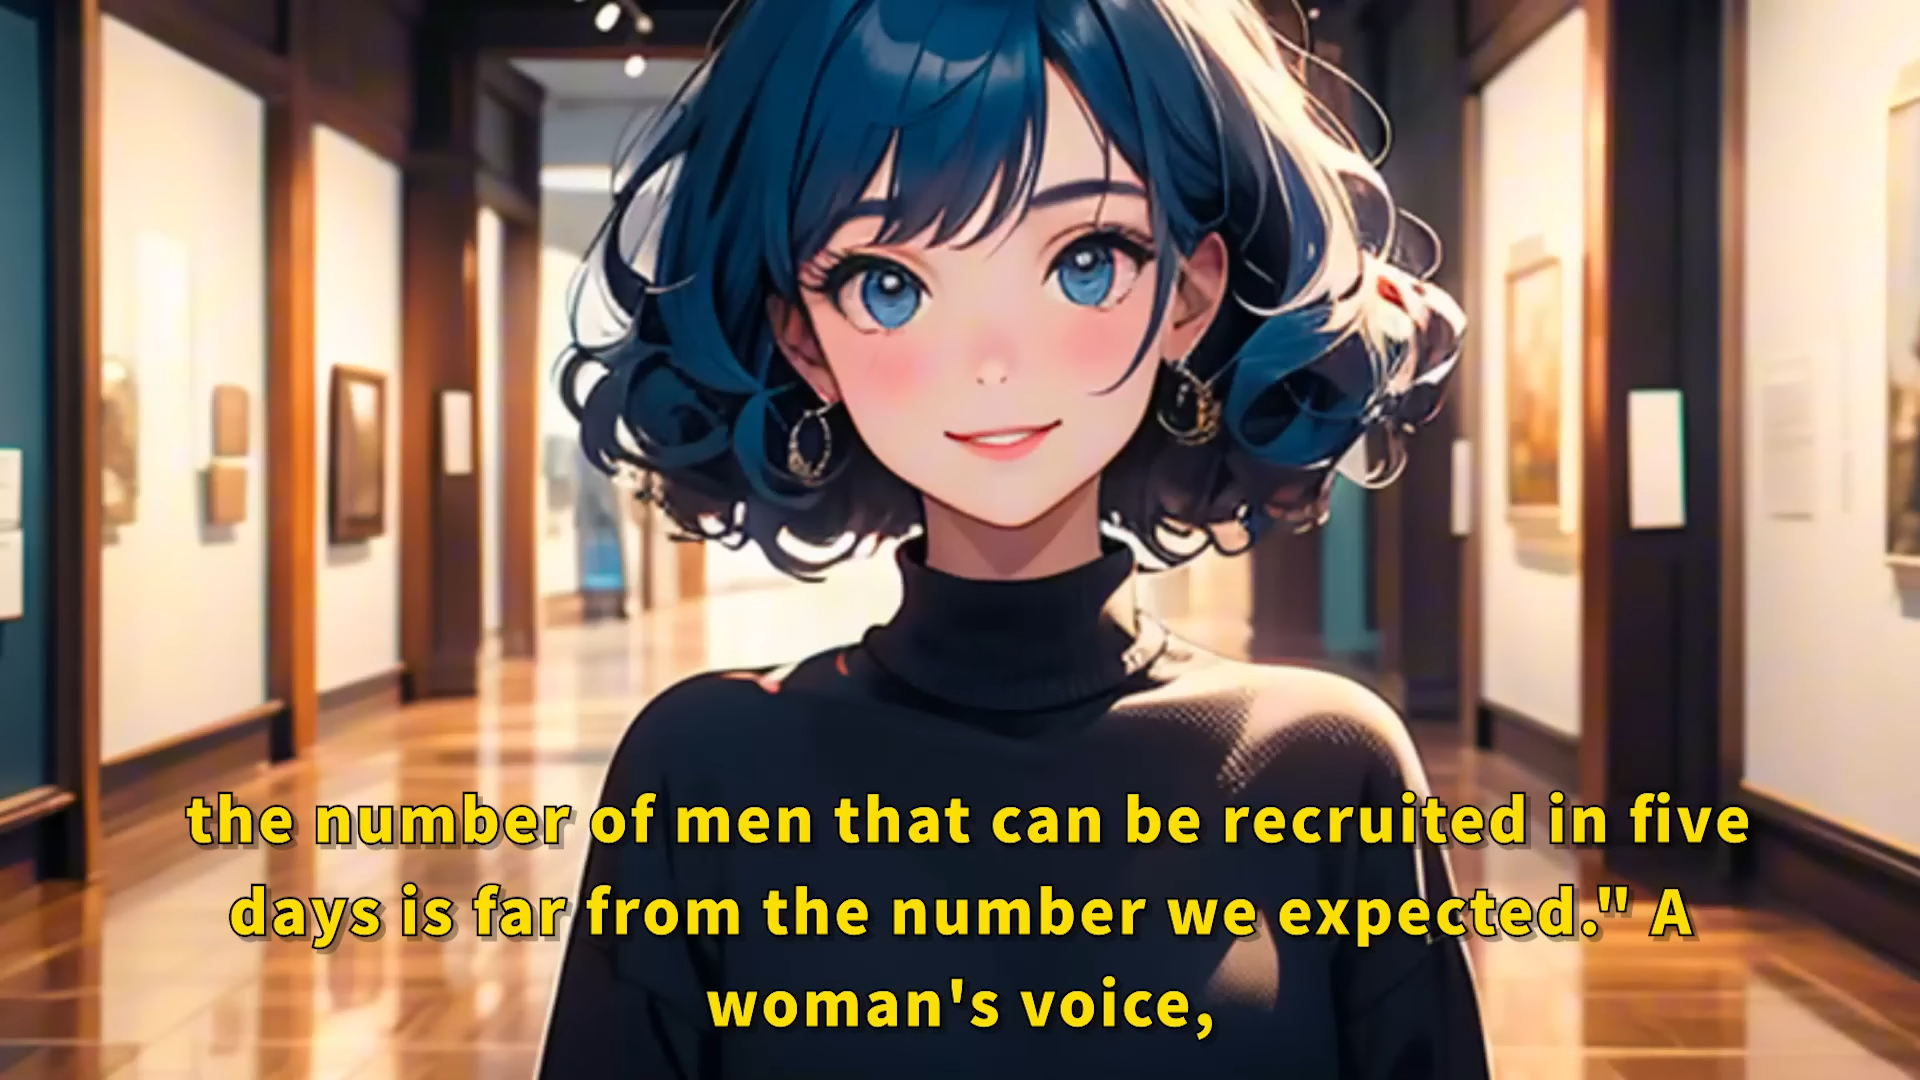 the number of men that can be recruited in five
days is far from the number we expected." A
woman's voice,